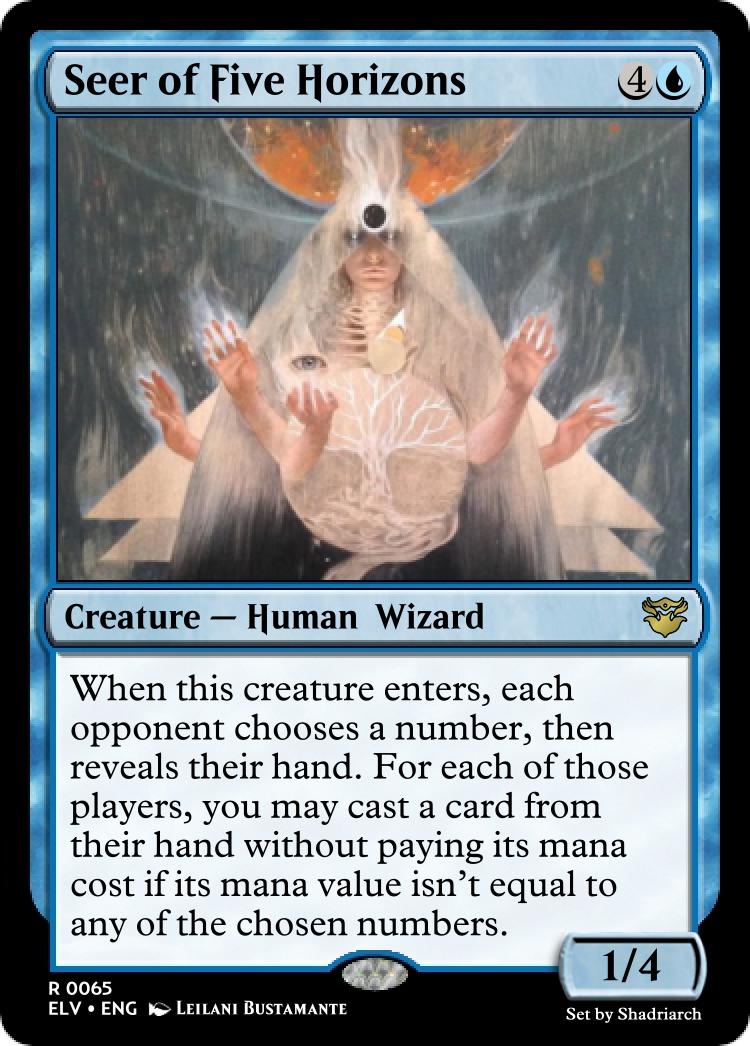 Seer of Five Horizons 4
Creature — Human Wizard
When this creature enters, each
opponent chooses a number, then
reveals their hand. For each of those
players, you may cast a card from
their hand without paying its mana
cost if its mana value isn't equal to
any of the chosen numbers.
1/4
R 0065
ELV • ENG Leilani Bustamante
Set by Shadriarch